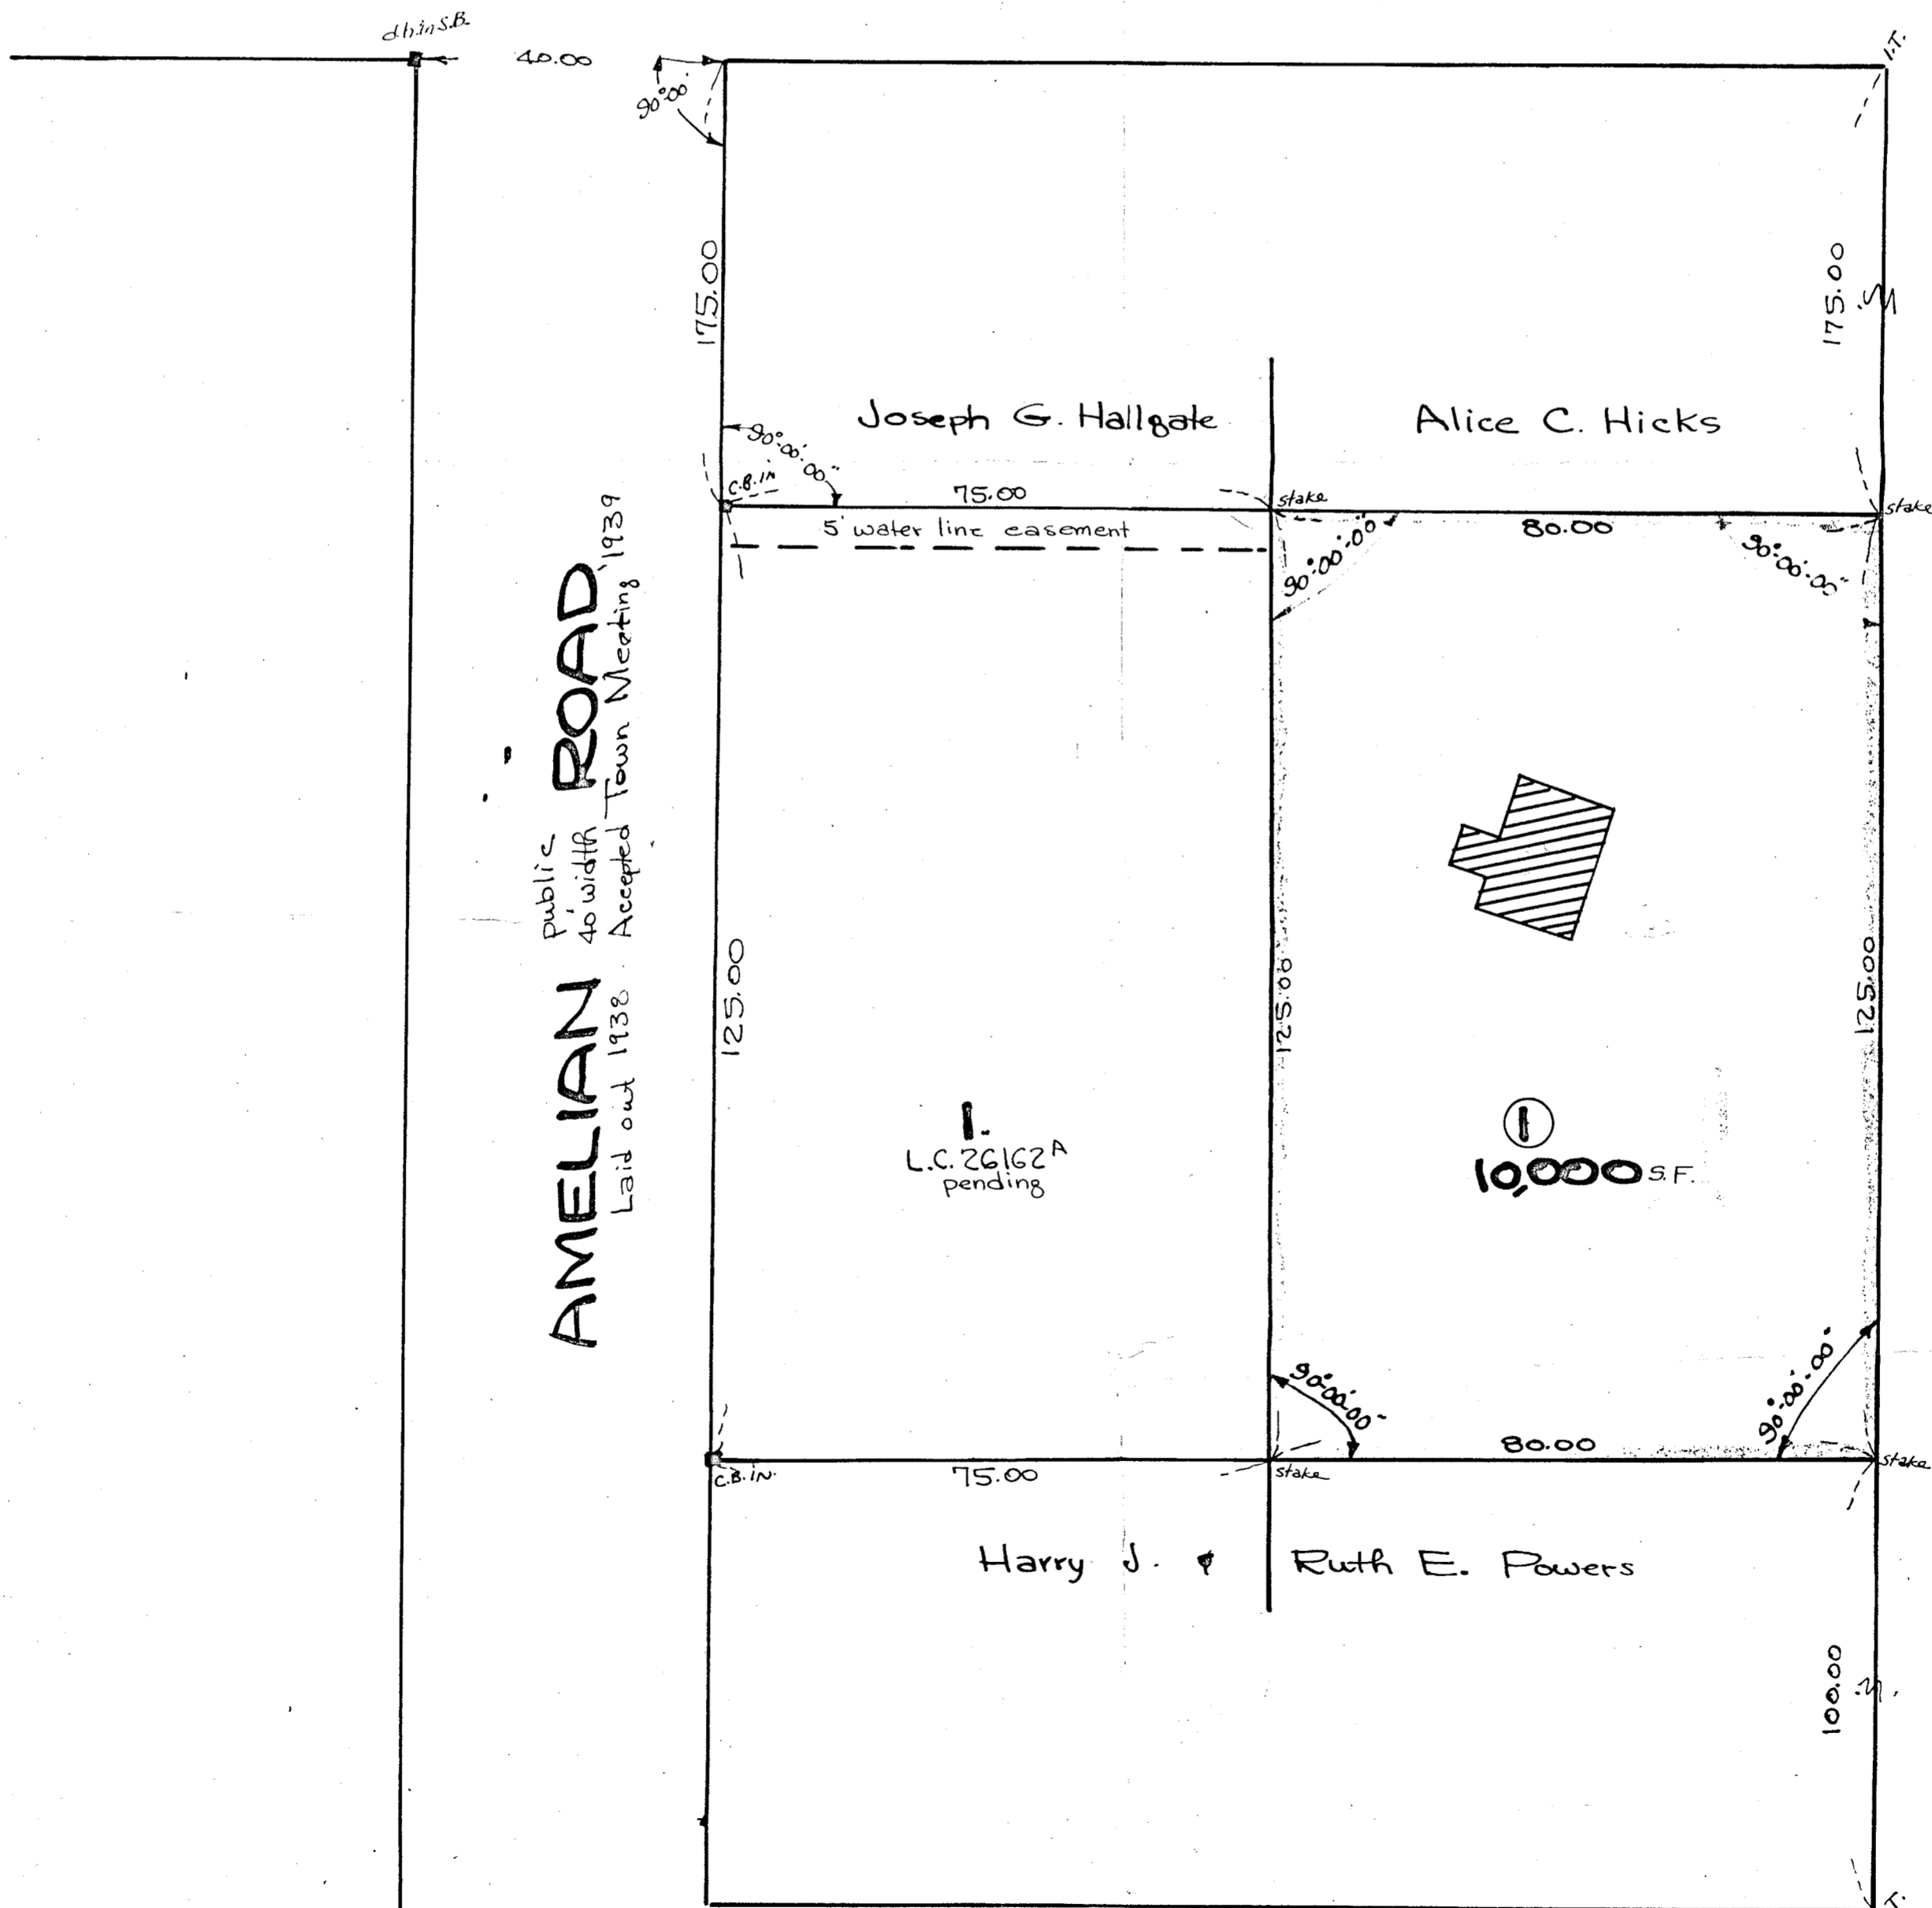 d.h.in S.B.
40.00
I.T.
90°00'
175.00
175.00
Joseph G. Hallgate
Alice C. Hicks
90°00'00"
C.B. IN
75.00
stake
80.00
stake
5' water line easement
90°:00':00"
90°:00':00"
AMELIAN ROAD
public
40' width
Laid out 1938 Accepted Town Meeting, 1939
125.00
125.00
125.00
1.
L.C. 26162A
pending
1
10,000 S.F.
90°00'00"
90°00'00"
80.00
C.B. IN.
75.00
stake
stake
Harry J. & Ruth E. Powers
100.00